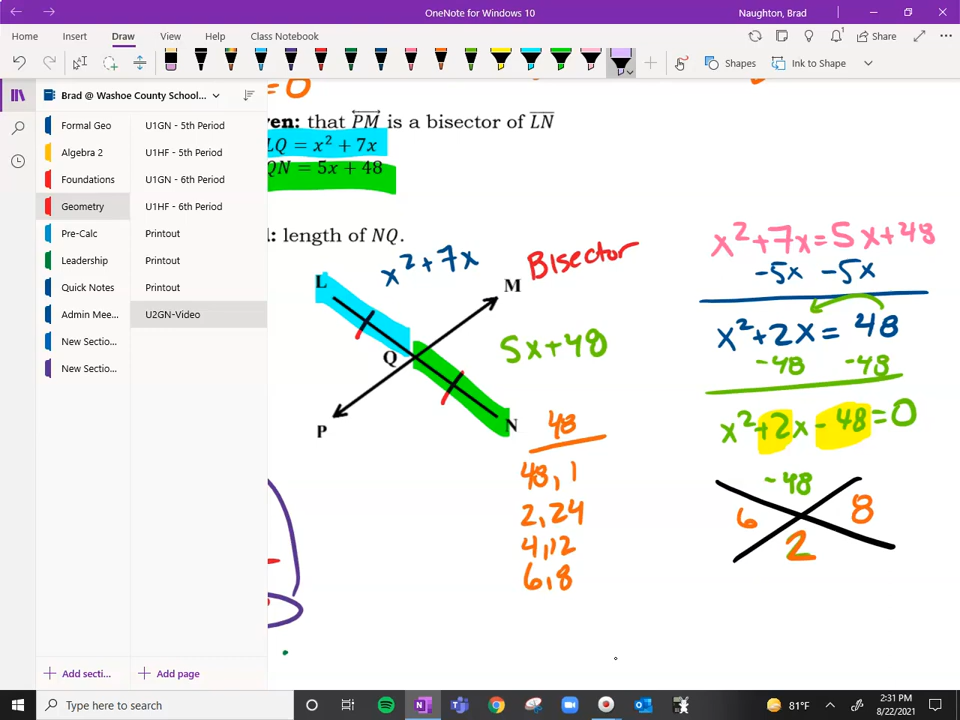 OneNote for Windows 10
Naughton, Brad
Home Insert Draw View Help Class Notebook
Share
Shapes
Ink to Shape
Brad @ Washoe County School...
Formal Geo
Algebra 2
Foundations
Geometry
Pre-Calc
Leadership
Quick Notes
Admin Mee...
New Sectio...
New Sectio...
U1GN - 5th Period
U1HF - 5th Period
U1GN - 6th Period
U1HF - 6th Period
Printout
Printout
Printout
U2GN-Video
Add secti...
Add page
=0
en: that PM is a bisector of LN
LQ = x² + 7x
QN = 5x + 48
: length of NQ.
x²+7x
Bisector
L
M
Q
5x+48
P
N
48
48, 1
2, 24
4, 12
6, 8
x²+7x=5x+48
-5x -5x
x²+2x = 48
-48 -48
x²+2x-48=0
-48
6 8
2
Type here to search
81°F
2:31 PM
8/22/2021